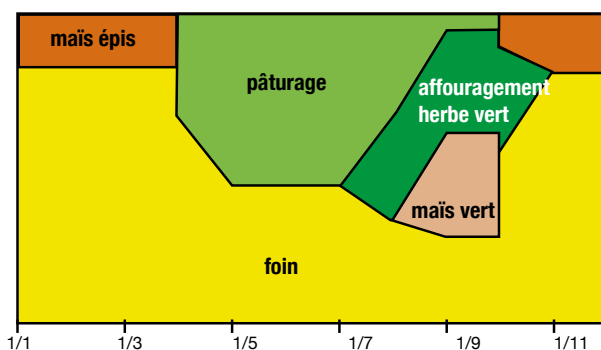 maïs épis
pâturage
affouragement
herbe vert
maïs vert
foin
1/1 1/3 1/5 1/7 1/9 1/11